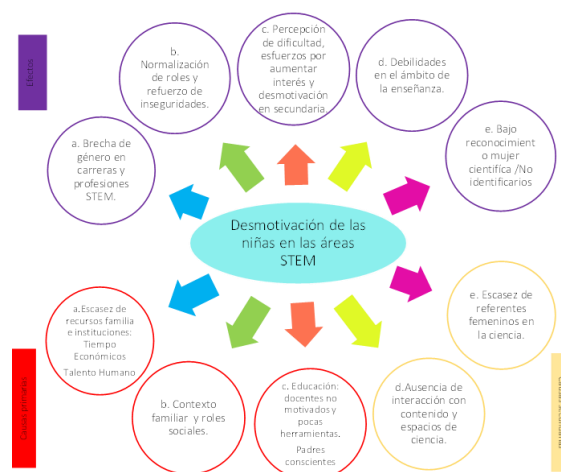 Efectos
a. Brecha de
género en
carreras y
profesiones
STEM.
b.
Normalización
de roles y
refuerzo de
inseguridades.
c. Percepción
de dificultad,
esfuerzos por
aumentar
interés y
desmotivación
en secundaria.
d. Debilidades
en el ámbito de
la enseñanza.
e. Bajo
reconocimient
o mujer
científica /No
identificarios
Desmotivación de las
niñas en las áreas
STEM
a.Escasez de
recursos familia
e instituciones:
Tiempo
Económicos
Talento Humano
b. Contexto
familiar y roles
sociales.
c, Educación:
docentes no
motivados y
pocas
herramientas.
Padres
conscientes
d.Ausencia de
interacción con
contenido y
espacios de
ciencia.
e. Escasez de
referentes
femeninos en
la ciencia.
Causas primarias